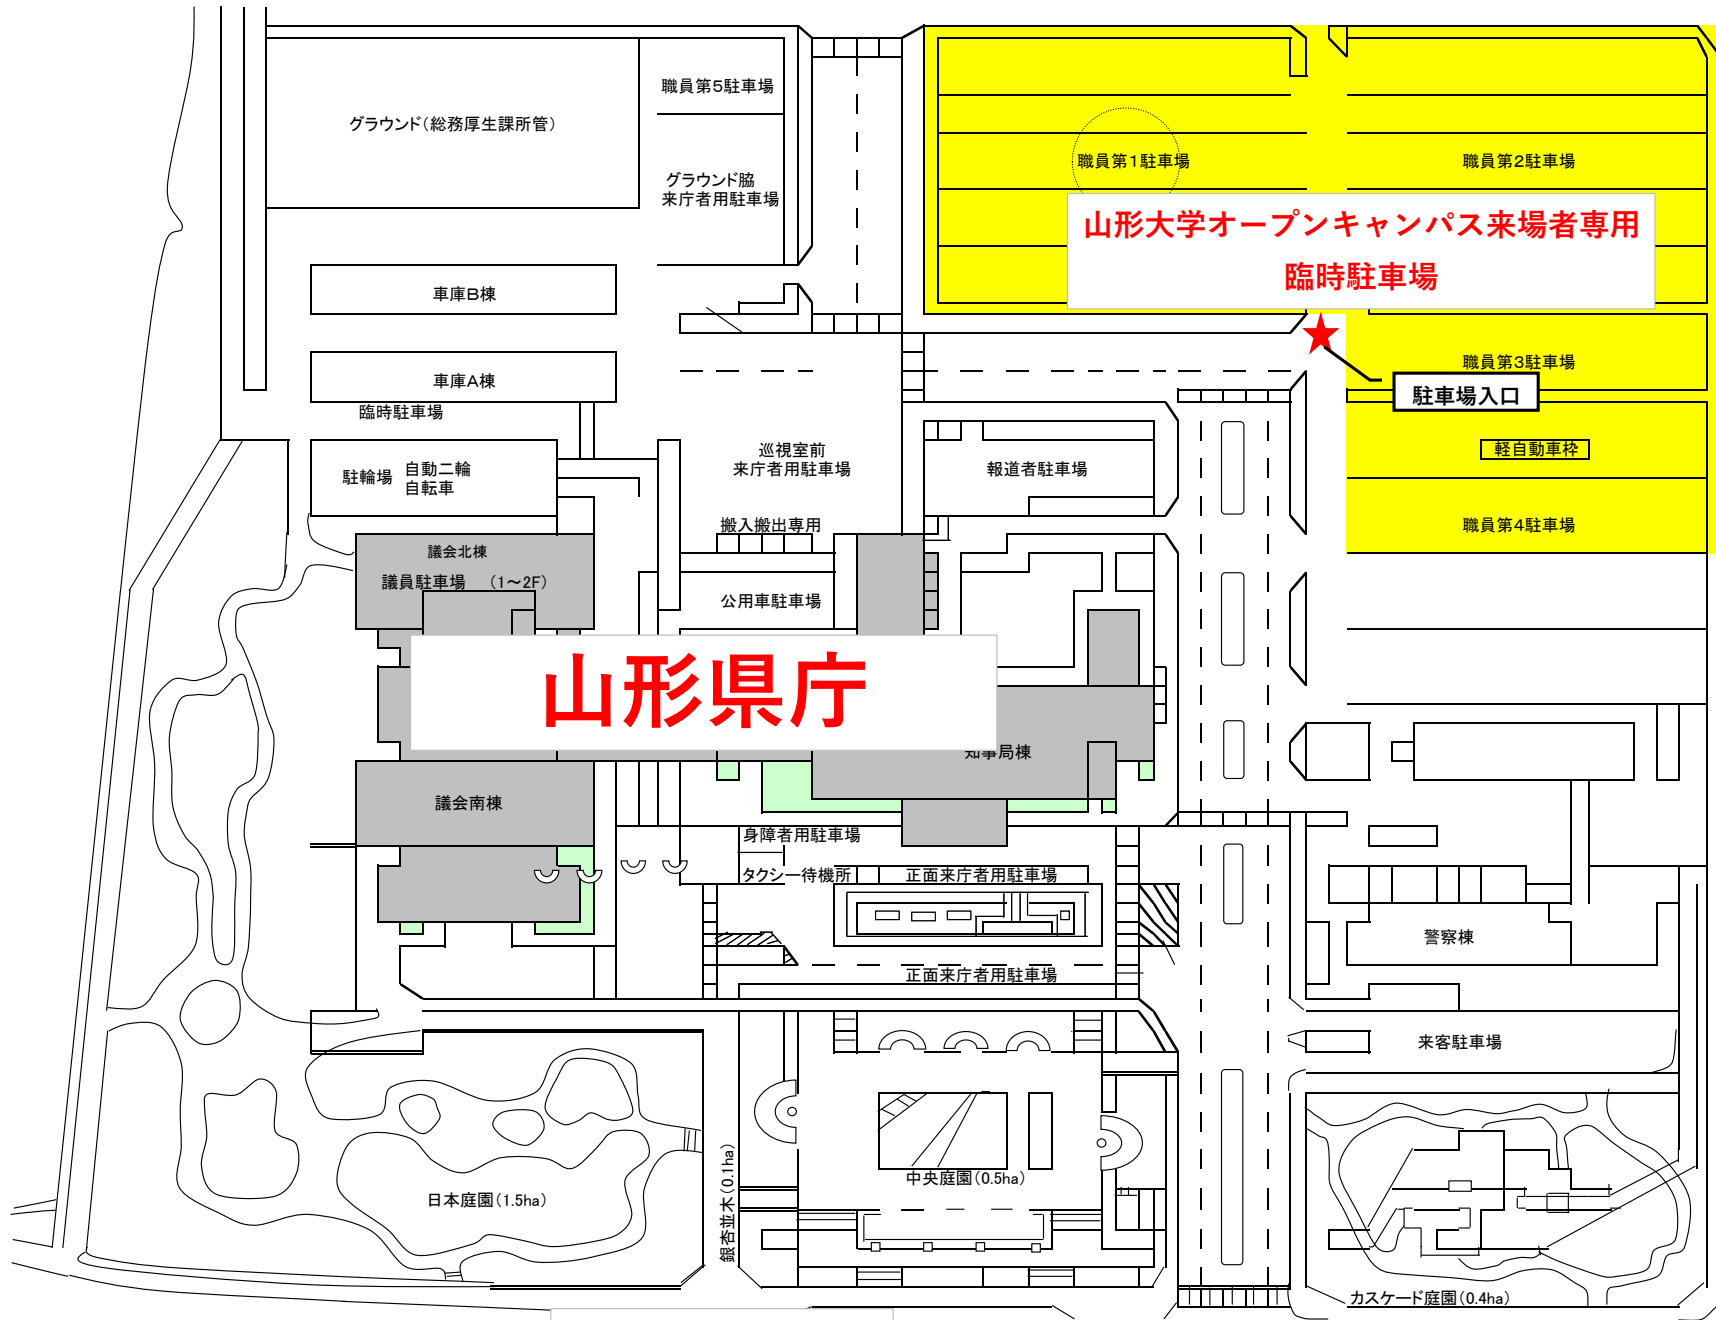 職員第5駐車場
グラウンド(総務厚生課所管)
職員第1駐車場
職員第2駐車場
グラウンド脇
来庁者用駐車場
山形大学オープンキャンパス来場者専用
臨時駐車場
車庫B棟
職員第3駐車場
車庫A棟
駐車場入口
臨時駐車場
巡視室前
来庁者用駐車場
軽自動車枠
駐輪場
自動二輪
自転車
報道者駐車場
搬入搬出専用
職員第4駐車場
議会北棟
議員駐車場 (1~2F)
公用車駐車場
山形県庁
知事局棟
議会南棟
身障者用駐車場
タクシー待機所
正面来庁者用駐車場
警察棟
正面来庁者用駐車場
来客駐車場
中央庭園(0.5ha)
日本庭園(1.5ha)
銀杏並木(0.1ha)
カスケード庭園(0.4ha)